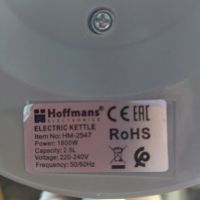 Hoffmans
ELECTRONICS
CE EAC
ELECTRIC KETTLE
Item No: HM-2547
Power: 1800W
Capacity: 2.5L
Voltage: 220-240V
Frequency: 50/60Hz
RoHS